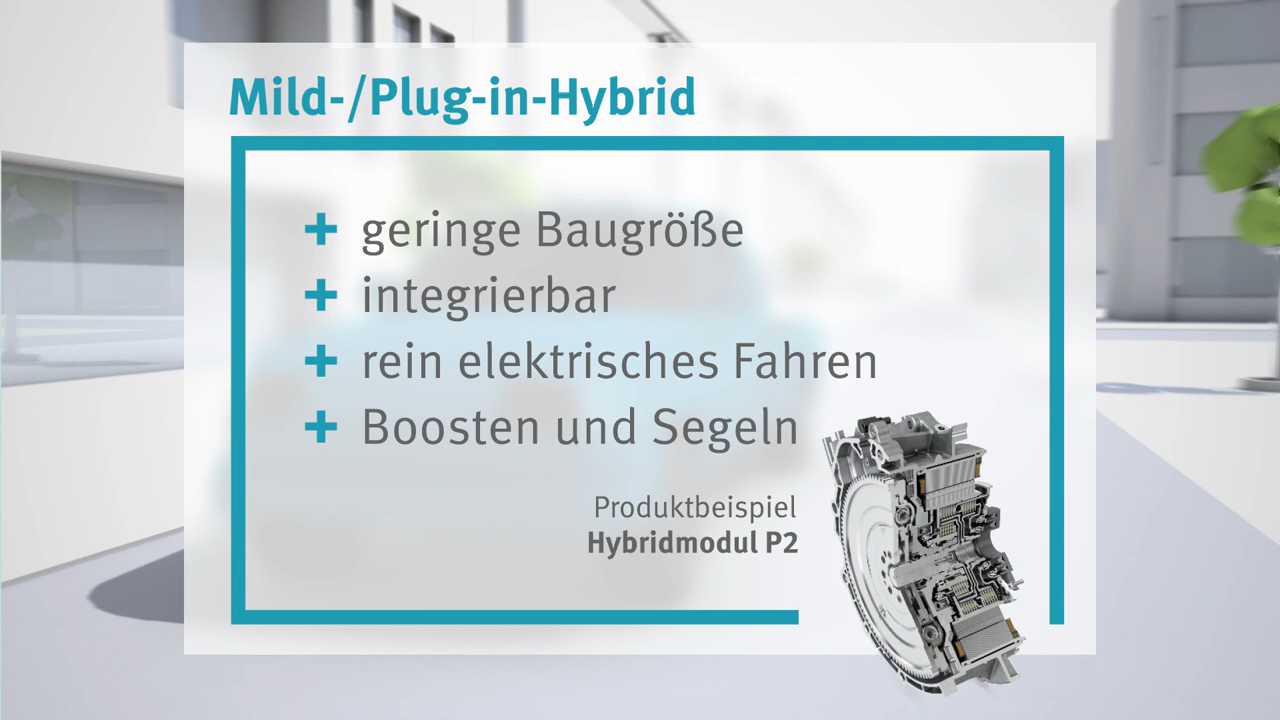 Mild-/Plug-in-Hybrid
+ geringe Baugröße
+ integrierbar
+ rein elektrisches Fahren
+ Boosten und Segeln
Produktbeispiel
Hybridmodul P2